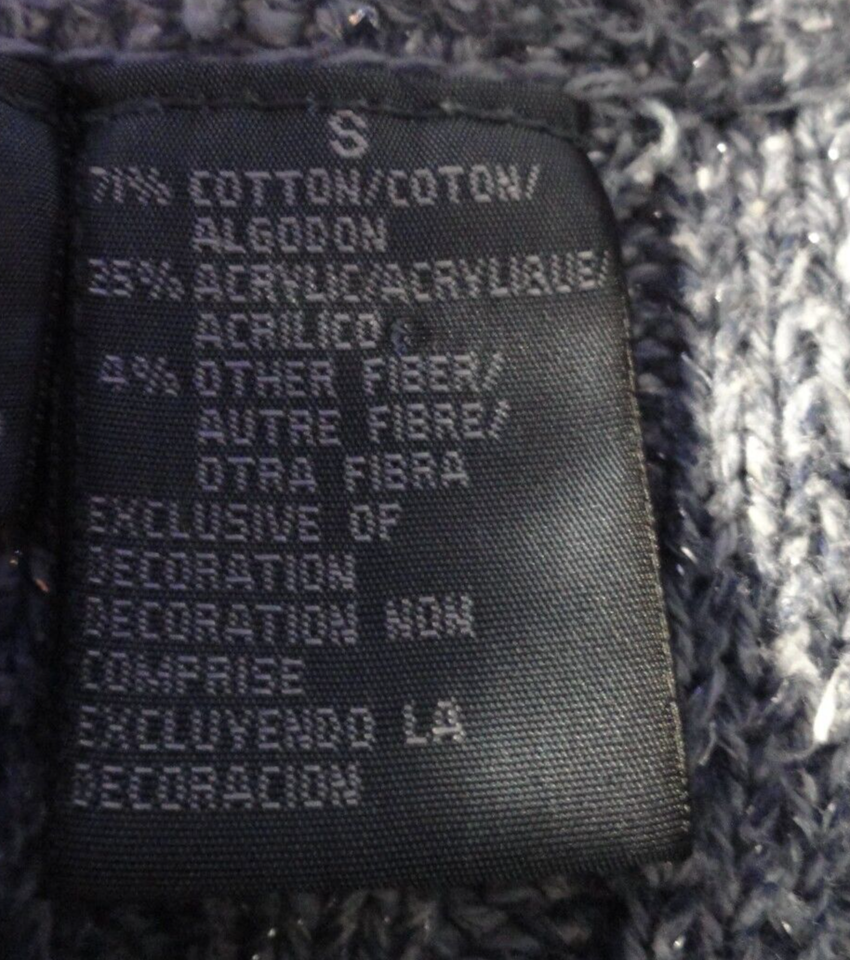 S
71% COTTON/COTON/
ALGODON
25% ACRYLIC/ACRYLIQUE/
ACRILICO
4% OTHER FIBER/
AUTRE FIBRE/
OTRA FIBRA
EXCLUSIVE OF
DECORATION
DECORATION NON
COMPRISE
EXCLUYENDO LA
DECORACION